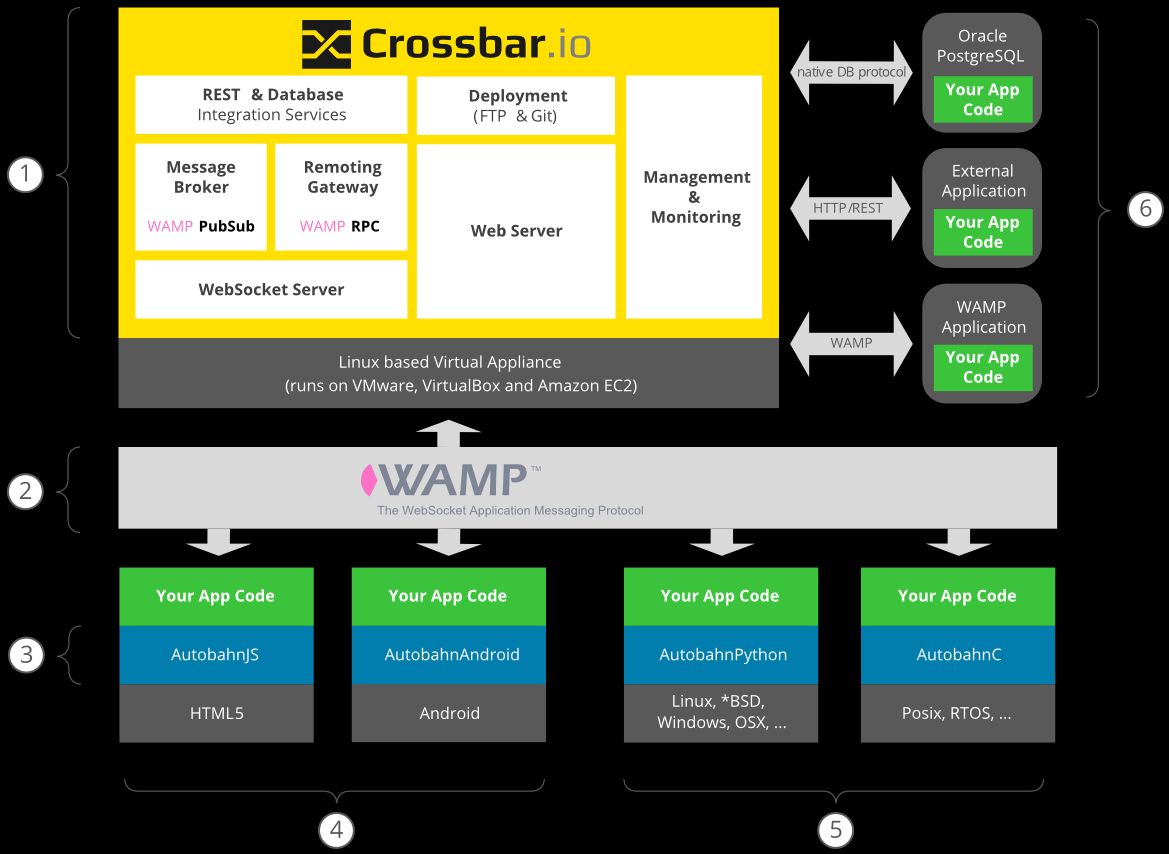 1
Crossbar.io
REST & Database
Integration Services
Deployment
(FTP & Git)
Message
Broker
WAMP PubSub
Remoting
Gateway
WAMP RPC
Web Server
Management
&
Monitoring
WebSocket Server
Linux based Virtual Appliance
(runs on VMware, VirtualBox and Amazon EC2)
native DB protocol
Oracle
PostgreSQL
Your App
Code
HTTP/REST
External
Application
Your App
Code
WAMP
WAMP
Application
Your App
Code
6
2
WAMP™
The WebSocket Application Messaging Protocol
3
Your App Code
AutobahnJS
HTML5
Your App Code
AutobahnAndroid
Android
Your App Code
AutobahnPython
Linux, *BSD,
Windows, OSX, ...
Your App Code
AutobahnC
Posix, RTOS, ...
4
5